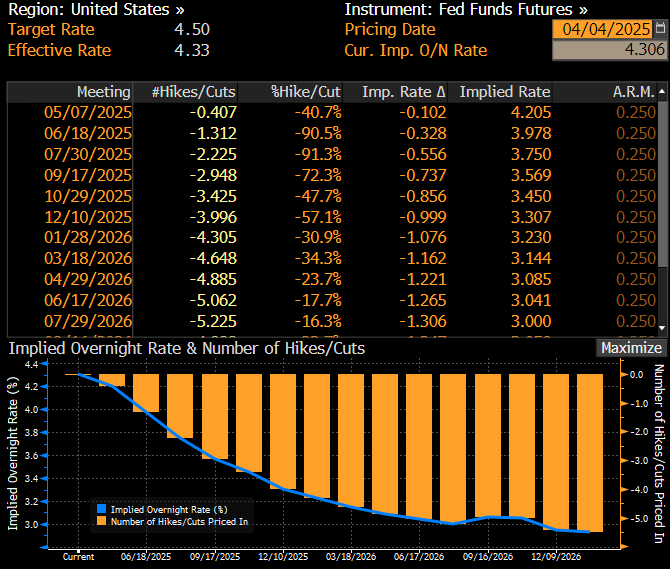 Region: United States » Instrument: Fed Funds Futures »
Target Rate 4.50 Pricing Date 04/04/2025
Effective Rate 4.33 Cur. Imp. O/N Rate 4.306
Meeting #Hikes/Cuts %Hike/Cut Imp. Rate Δ Implied Rate A.R.M.
05/07/2025 -0.407 -40.7% -0.102 4.205 0.250
06/18/2025 -1.312 -90.5% -0.328 3.978 0.250
07/30/2025 -2.225 -91.3% -0.556 3.750 0.250
09/17/2025 -2.948 -72.3% -0.737 3.569 0.250
10/29/2025 -3.425 -47.7% -0.856 3.450 0.250
12/10/2025 -3.996 -57.1% -0.999 3.307 0.250
01/28/2026 -4.305 -30.9% -1.076 3.230 0.250
03/18/2026 -4.648 -34.3% -1.162 3.144 0.250
04/29/2026 -4.885 -23.7% -1.221 3.085 0.250
06/17/2026 -5.062 -17.7% -1.265 3.041 0.250
07/29/2026 -5.225 -16.3% -1.306 3.000 0.250
Implied Overnight Rate & Number of Hikes/Cuts Maximize
Implied Overnight Rate (%)
4.4
4.2
4.0
3.8
3.6
3.4
3.2
3.0
Implied Overnight Rate (%)
Number of Hikes/Cuts Priced In
0.0
-1.0
-2.0
-3.0
-4.0
-5.0
Number of Hikes/Cuts Priced In
Current 06/18/2025 09/17/2025 12/10/2025 03/18/2026 06/17/2026 09/16/2026 12/09/2026